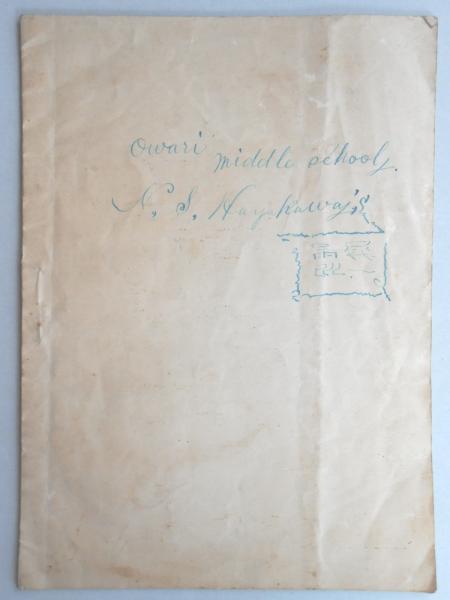 Owari middle school,
N. S. Hayakawa's